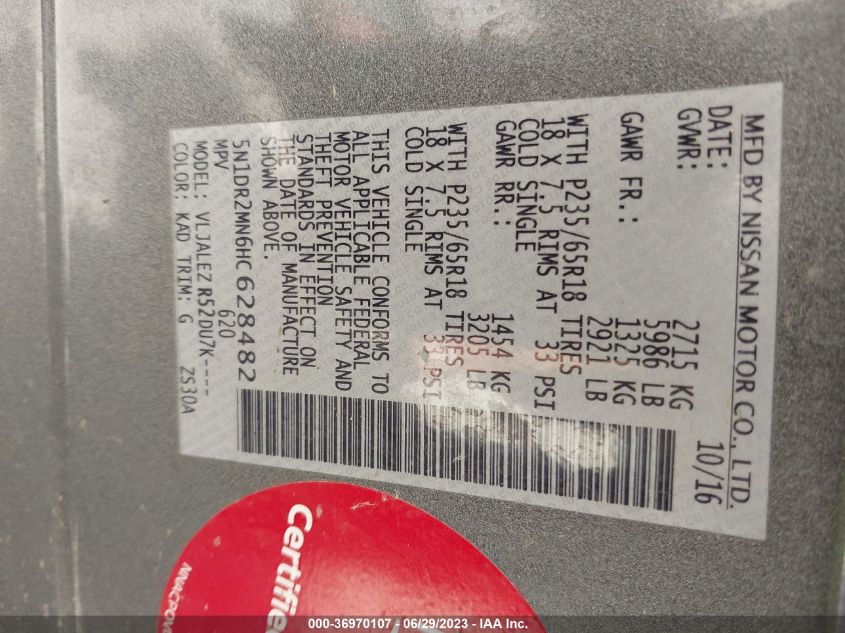 MFD BY NISSAN MOTOR CO., LTD.
DATE: 10/16
GVWR: 2715 KG
5986 LB
GAWR FR.: 1325 KG
2921 LB
WITH P235/65R18 TIRES
18 X 7.5 RIMS AT 33 PSI
COLD SINGLE
GAWR RR.: 1454 KG
3205 LB
WITH P235/65R18 TIRES
18 X 7.5 RIMS AT 33 PSI
COLD SINGLE
THIS VEHICLE CONFORMS TO
ALL APPLICABLE FEDERAL
MOTOR VEHICLE SAFETY AND
THEFT PREVENTION
STANDARDS IN EFFECT ON
THE DATE OF MANUFACTURE
SHOWN ABOVE.
5N1DR2MN6HC628482
MPV 620
MODEL: VLJALEZ R52DU7K----
COLOR: KAD TRIM: G ZS30A
Certifie
000-36970107 - 06/29/2023 - IAA Inc.